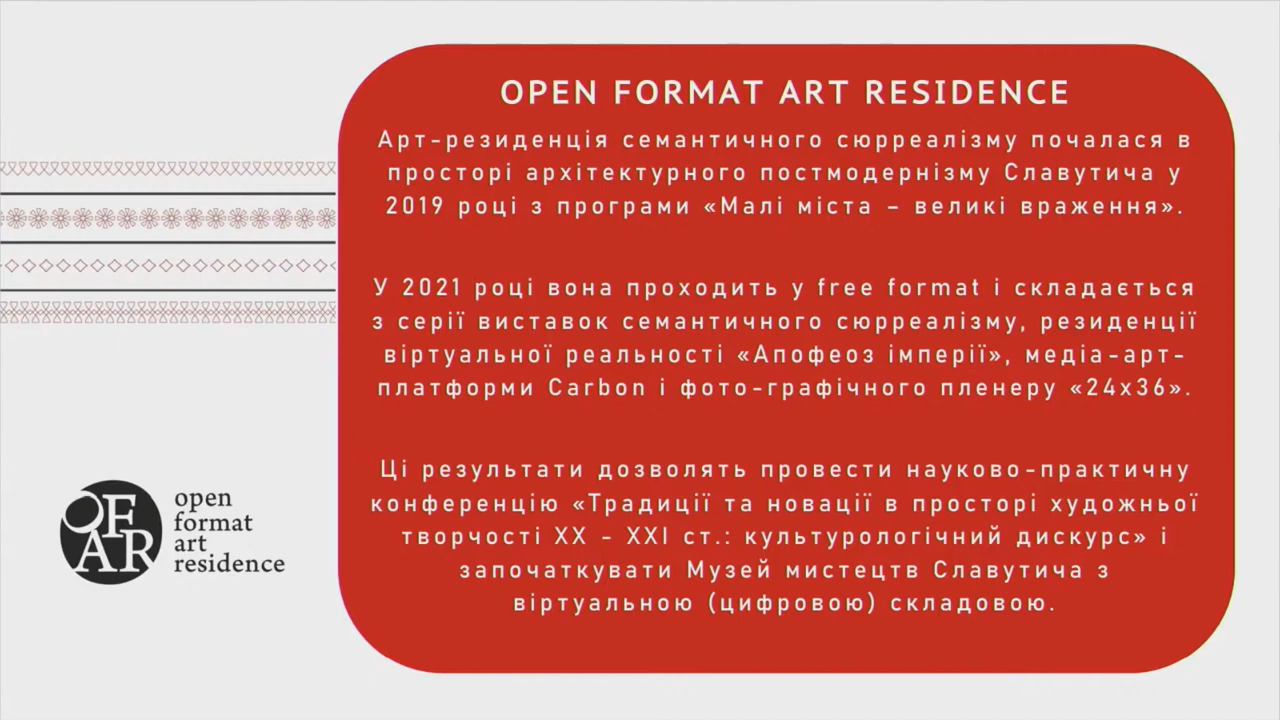 OPEN FORMAT ART RESIDENCE
Арт-резиденція семантичного сюрреалізму почалася в
просторі архітектурного постмодернізму Славутича у
2019 році з програми «Малі міста – великі враження».
У 2021 році вона проходить у free format і складається
з серії виставок семантичного сюрреалізму, резиденції
віртуальної реальності «Апофеоз імперії», медіа-арт-
платформи Carbon і фото-графічного пленеру «24х36».
Ці результати дозволять провести науково-практичну
конференцію «Традиції та новації в просторі художньої
творчості XX - XXI ст.: культурологічний дискурс» і
започаткувати Музей мистецтв Славутича з
віртуальною (цифровою) складовою.
OF
AR
open
format
art
residence